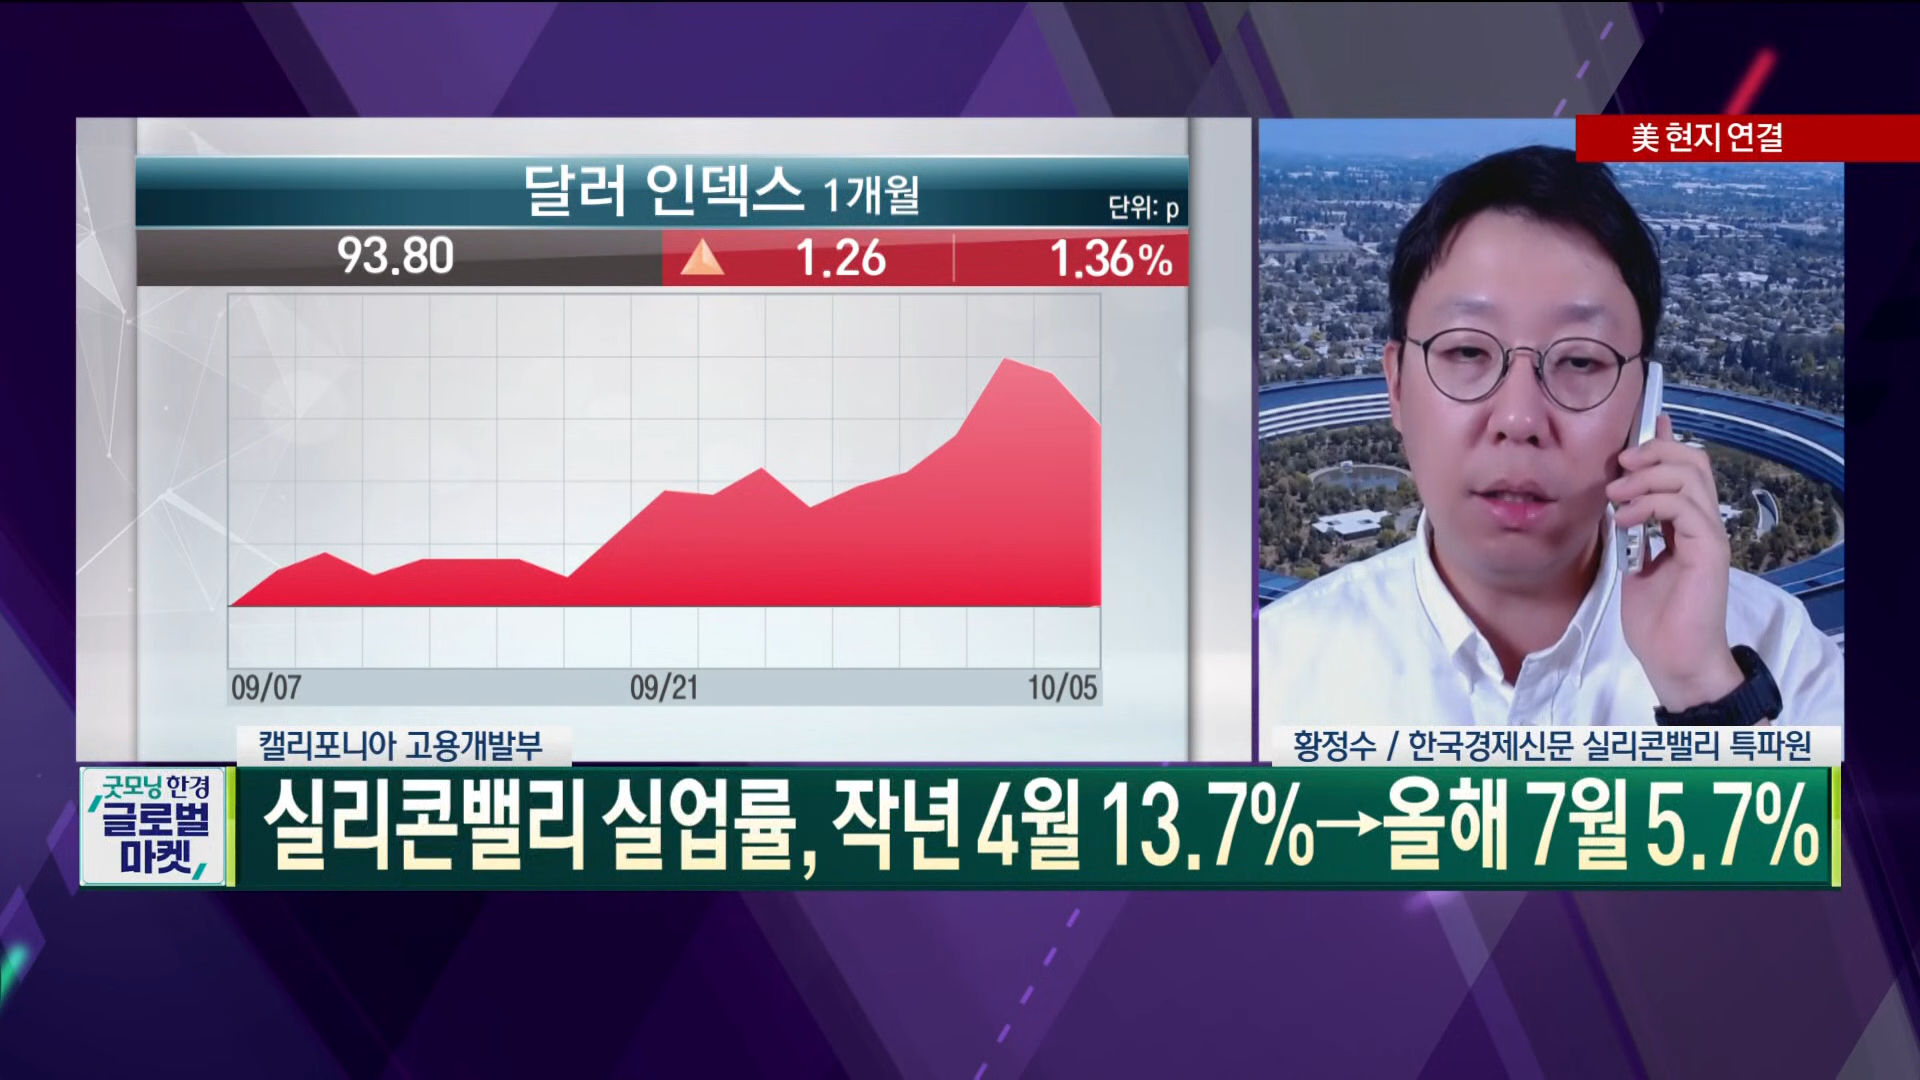 美 현지 연결
달러 인덱스 1개월
단위: p
93.80 1.26 1.36%
09/07 09/21 10/05
캘리포니아 고용개발부
황정수 / 한국경제신문 실리콘밸리 특파원
굿모닝 한경
글로벌
마켓
실리콘밸리 실업률, 작년 4월 13.7%→올해 7월 5.7%